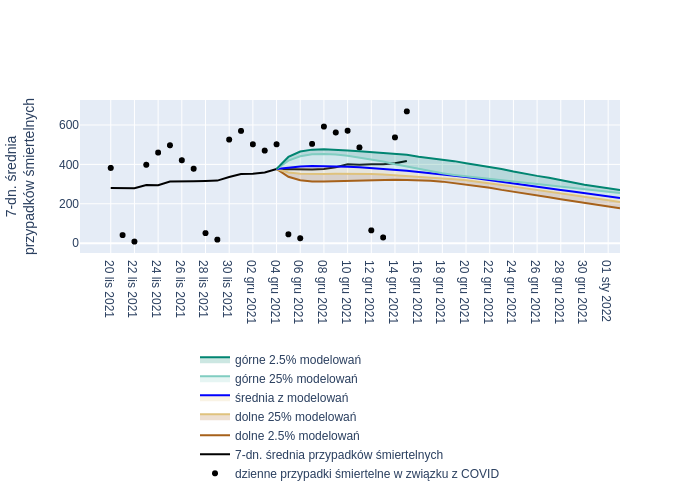 7-dn. średnia
przypadków śmiertelnych
600
400
200
0
20 lis 2021
22 lis 2021
24 lis 2021
26 lis 2021
28 lis 2021
30 lis 2021
02 gru 2021
04 gru 2021
06 gru 2021
08 gru 2021
10 gru 2021
12 gru 2021
14 gru 2021
16 gru 2021
18 gru 2021
20 gru 2021
22 gru 2021
24 gru 2021
26 gru 2021
28 gru 2021
30 gru 2021
01 sty 2022
górne 2.5% modelowań
górne 25% modelowań
średnia z modelowań
dolne 25% modelowań
dolne 2.5% modelowań
7-dn. średnia przypadków śmiertelnych
dzienne przypadki śmiertelne w związku z COVID